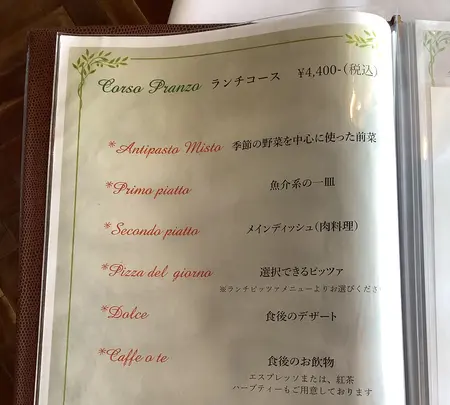 Corso Pranzo ランチコース ¥4,400-(税込)
*Antipasto Misto 季節の野菜を中心に使った前菜
*Primo piatto 魚介系の一皿
*Secondo piatto メインディッシュ(肉料理)
*Pizza del giorno 選択できるピッツァ
※ランチピッツァメニューよりお選びくださ
*Dolce 食後のデザート
*Caffe o te 食後のお飲物
エスプレッソまたは、紅茶
ハーブティーもご用意しております